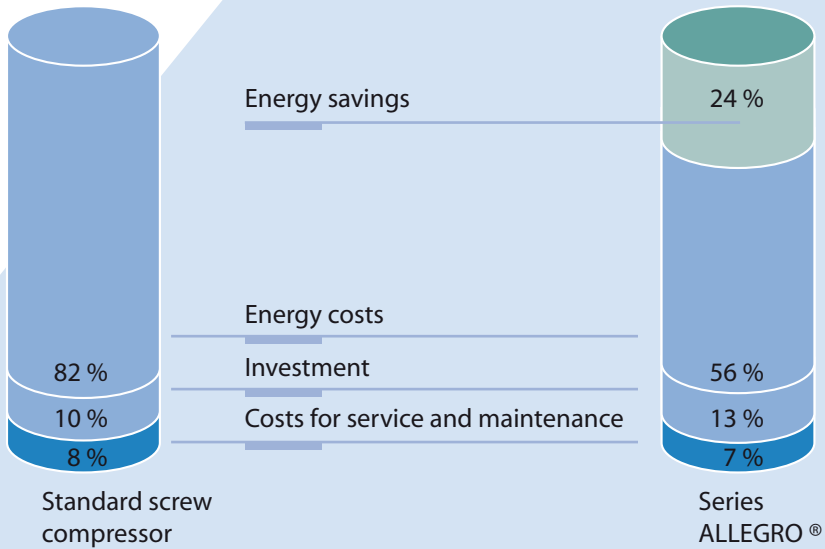 Energy savings
24 %
Energy costs
82 %
Investment
56 %
10 %
Costs for service and maintenance
13 %
8 %
7 %
Standard screw
compressor
Series
ALLEGRO ®